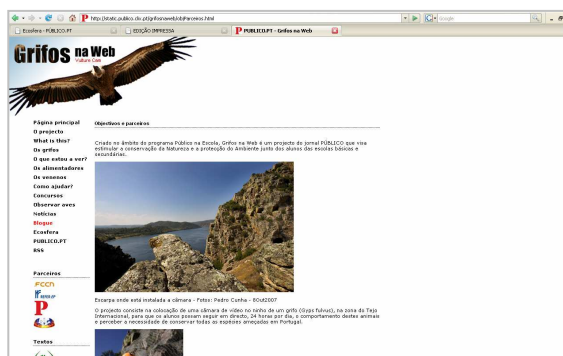 http://static.publico.clix.pt/grifosnaweb/objParceiros.html
Google
Ecosfera - PÚBLICO.PT
EDIÇÃO IMPRESSA
PUBLICO.PT - Grifos na Web
Grifos na Web
Vulture Cam
Página principal
O projecto
What is this?
Os grifos
O que estou a ver?
Os alimentadores
Os venenos
Como ajudar?
Concursos
Observar aves
Notícias
Blogue
Ecosfera
PUBLICO.PT
RSS
Parceiros
FCCN
P
Textos
Objectivos e parceiros
Criado no âmbito do programa Público na Escola, Grifos na Web é um projecto do jornal PÚBLICO que visa
estimular a conservação da Natureza e a protecção do Ambiente junto dos alunos das escolas básicas e
secundárias.
Escarpa onde está instalada a câmara - Fotos: Pedro Cunha - 8Out2007
O projecto consiste na colocação de uma câmara de vídeo no ninho de um grifo (Gyps fulvus), na zona do Tejo
Internacional, para que os alunos possam seguir em directo, 24 horas por dia, o comportamento destes animais
e perceber a necessidade de conservar todas as espécies ameaçadas em Portugal.